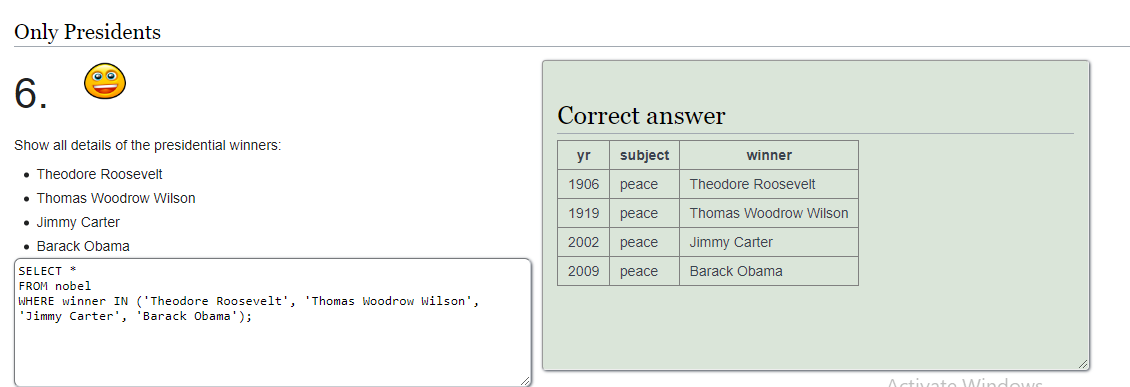 Only Presidents
6.
Show all details of the presidential winners:
Theodore Roosevelt
Thomas Woodrow Wilson
Jimmy Carter
Barack Obama
SELECT *
FROM nobel
WHERE winner IN ('Theodore Roosevelt', 'Thomas Woodrow Wilson',
'Jimmy Carter', 'Barack Obama');
Correct answer
yr subject winner
1906 peace Theodore Roosevelt
1919 peace Thomas Woodrow Wilson
2002 peace Jimmy Carter
2009 peace Barack Obama
Activate Windows